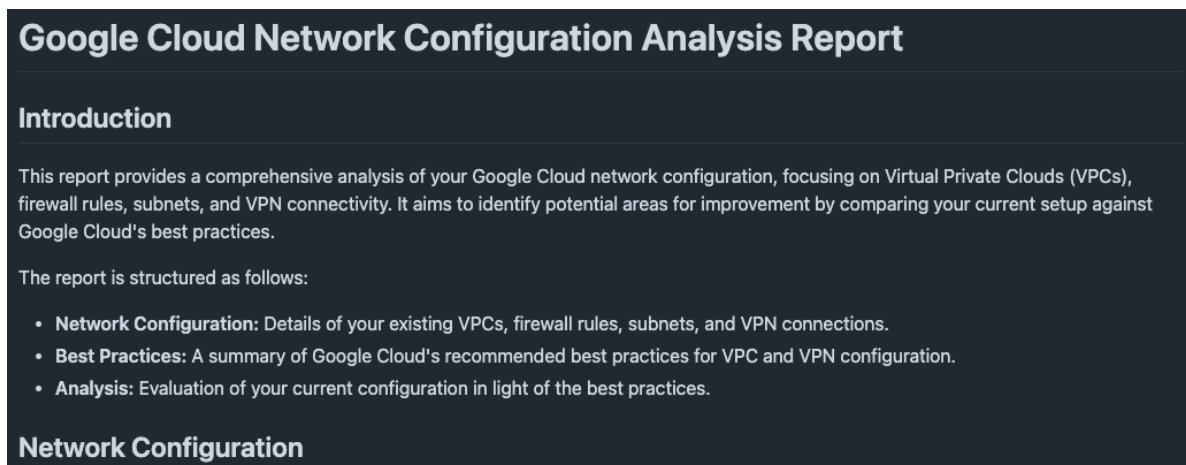 Google Cloud Network Configuration Analysis Report
Introduction
This report provides a comprehensive analysis of your Google Cloud network configuration, focusing on Virtual Private Clouds (VPCs),
firewall rules, subnets, and VPN connectivity. It aims to identify potential areas for improvement by comparing your current setup against
Google Cloud's best practices.
The report is structured as follows:
• Network Configuration: Details of your existing VPCs, firewall rules, subnets, and VPN connections.
• Best Practices: A summary of Google Cloud's recommended best practices for VPC and VPN configuration.
• Analysis: Evaluation of your current configuration in light of the best practices.
Network Configuration